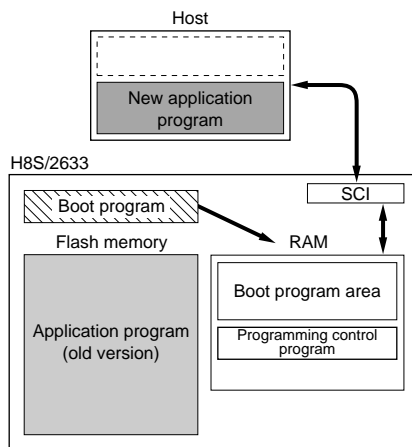 Host
New application
program
H8S/2633
SCI
Boot program
Flash memory
RAM
Application program
(old version)
Boot program area
Programming control
program